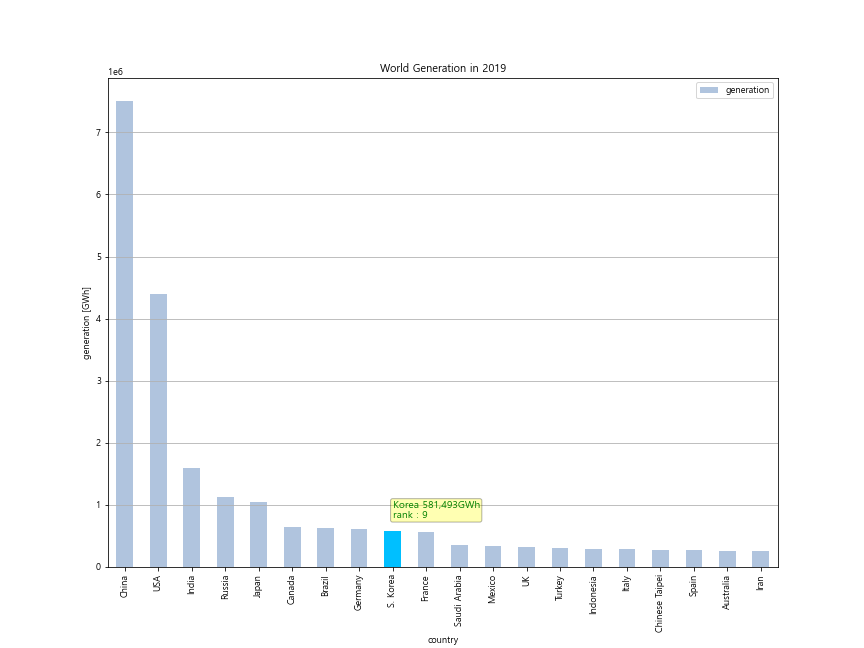 World Generation in 2019
1e6
generation
7
6
5
4
3
2
1
0
generation [GWh]
Korea 581,493GWh
rank : 9
China
USA
India
Russia
Japan
Canada
Brazil
Germany
S. Korea
France
Saudi Arabia
Mexico
UK
Turkey
Indonesia
Italy
Chinese Taipei
Spain
Australia
Iran
country